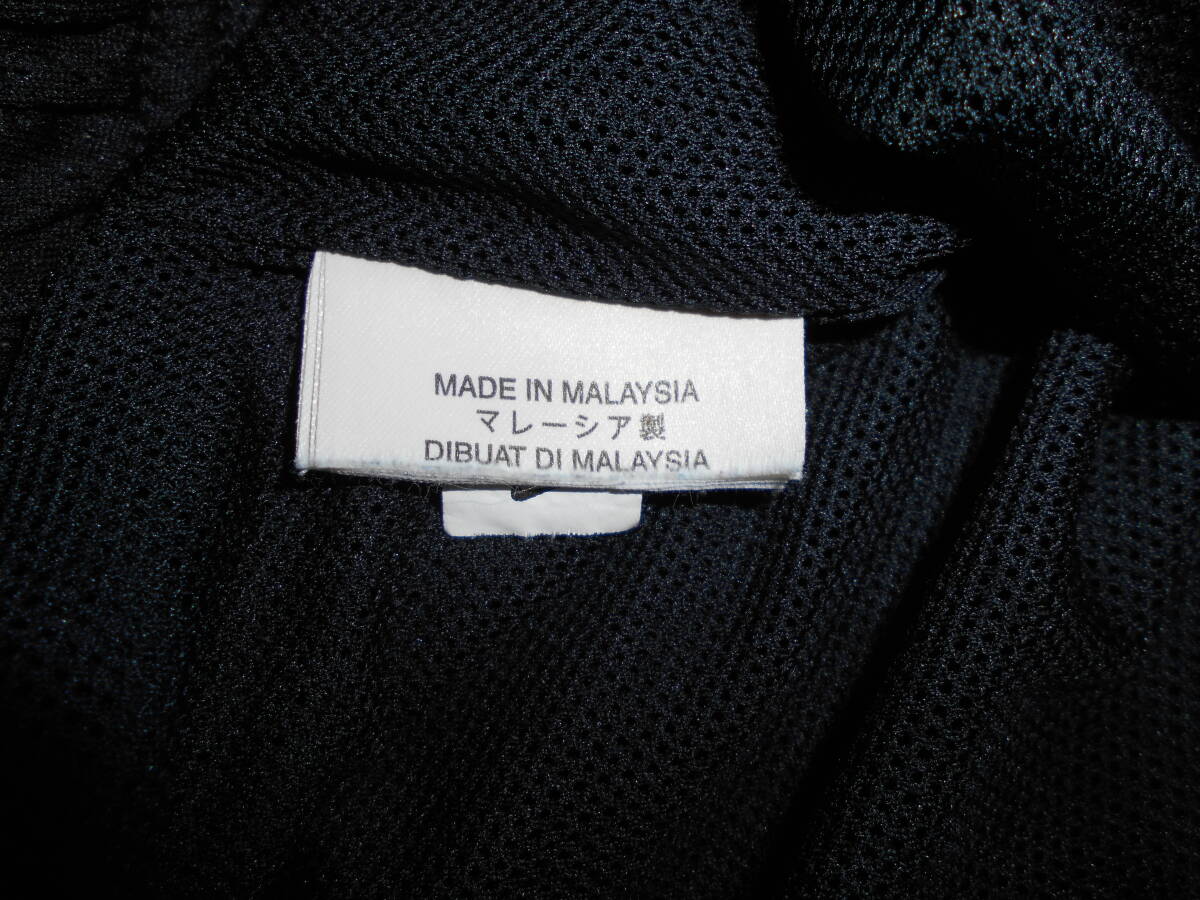 MADE IN MALAYSIA
マレーシア製
DIBUAT DI MALAYSIA